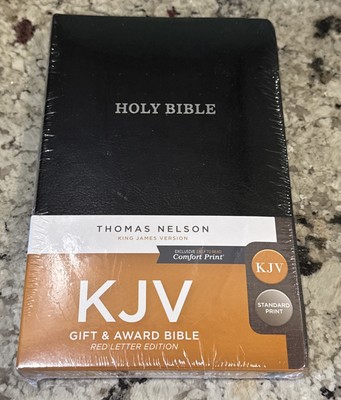 HOLY BIBLE
THOMAS NELSON
KING JAMES VERSION
EXCLUSIVE
Comfort Print®
KJV
STANDARD
PRINT
KJV
GIFT & AWARD BIBLE
RED LETTER EDITION